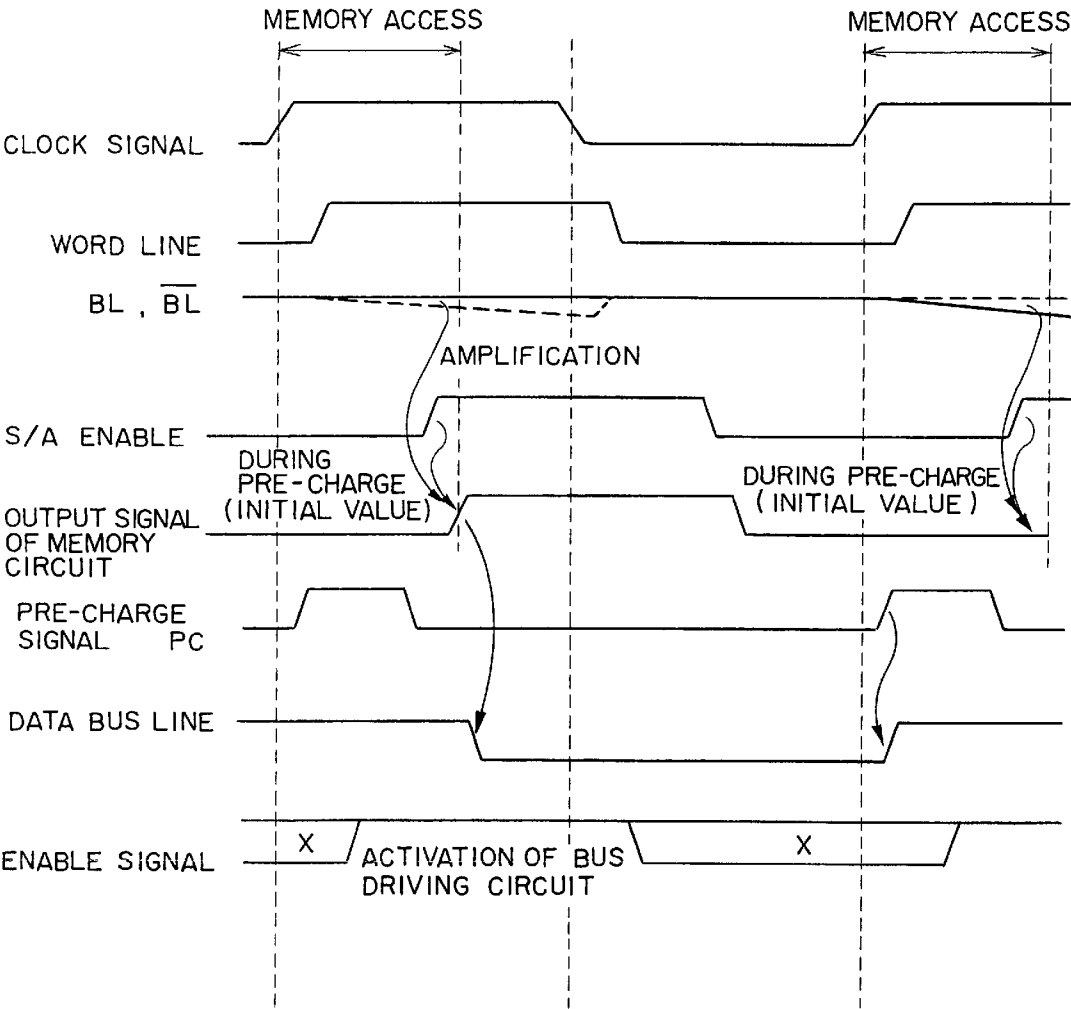 MEMORY ACCESS
MEMORY ACCESS
CLOCK SIGNAL
WORD LINE
BL , B̅L̅
AMPLIFICATION
S/A ENABLE
DURING
PRE-CHARGE
(INITIAL VALUE)
DURING PRE-CHARGE
(INITIAL VALUE)
OUTPUT SIGNAL
OF MEMORY
CIRCUIT
PRE-CHARGE
SIGNAL PC
DATA BUS LINE
X
X
ENABLE SIGNAL
ACTIVATION OF BUS
DRIVING CIRCUIT